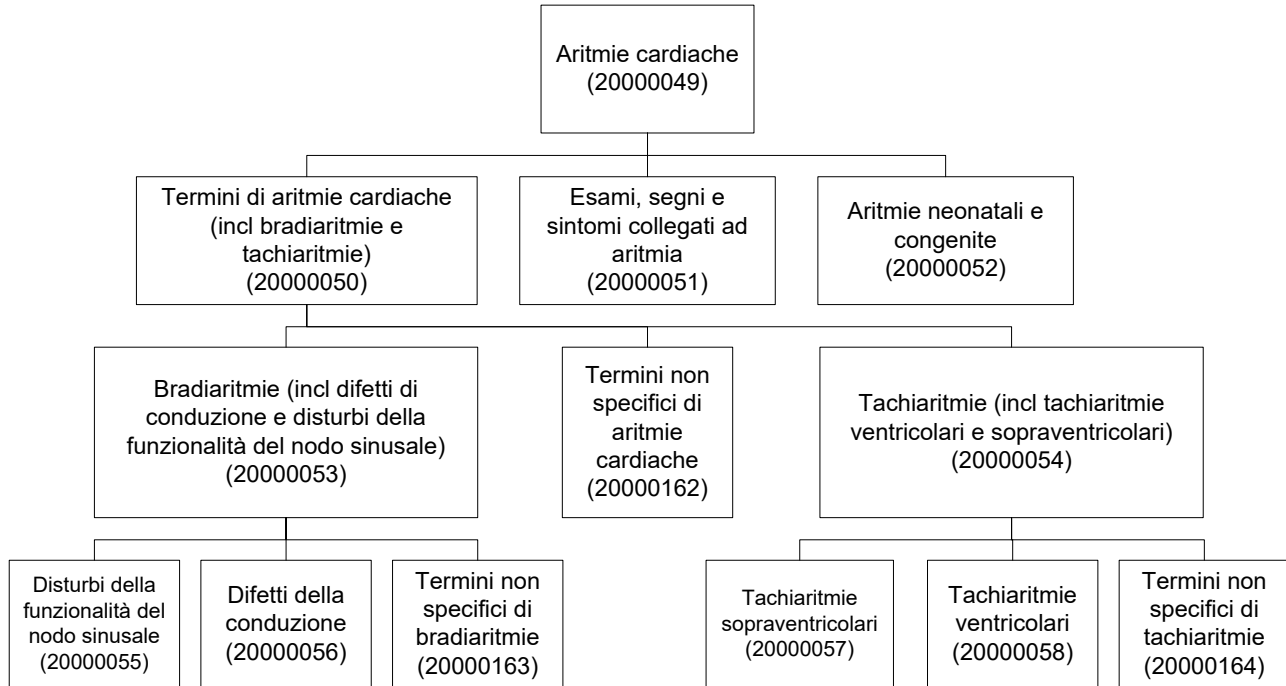 Aritmie cardiache
(20000049)
Termini di aritmie cardiache
(incl bradiaritmie e
tachiaritmie)
(20000050)
Esami, segni e
sintomi collegati ad
aritmia
(20000051)
Aritmie neonatali e
congenite
(20000052)
Bradiaritmie (incl difetti di
conduzione e disturbi della
funzionalità del nodo sinusale)
(20000053)
Termini non
specifici di
aritmie
cardiache
(20000162)
Tachiaritmie (incl tachiaritmie
ventricolari e sopraventricolari)
(20000054)
Disturbi della
funzionalità del
nodo sinusale
(20000055)
Difetti della
conduzione
(20000056)
Termini non
specifici di
bradiaritmie
(20000163)
Tachiaritmie
sopraventricolari
(20000057)
Tachiaritmie
ventricolari
(20000058)
Termini non
specifici di
tachiaritmie
(20000164)